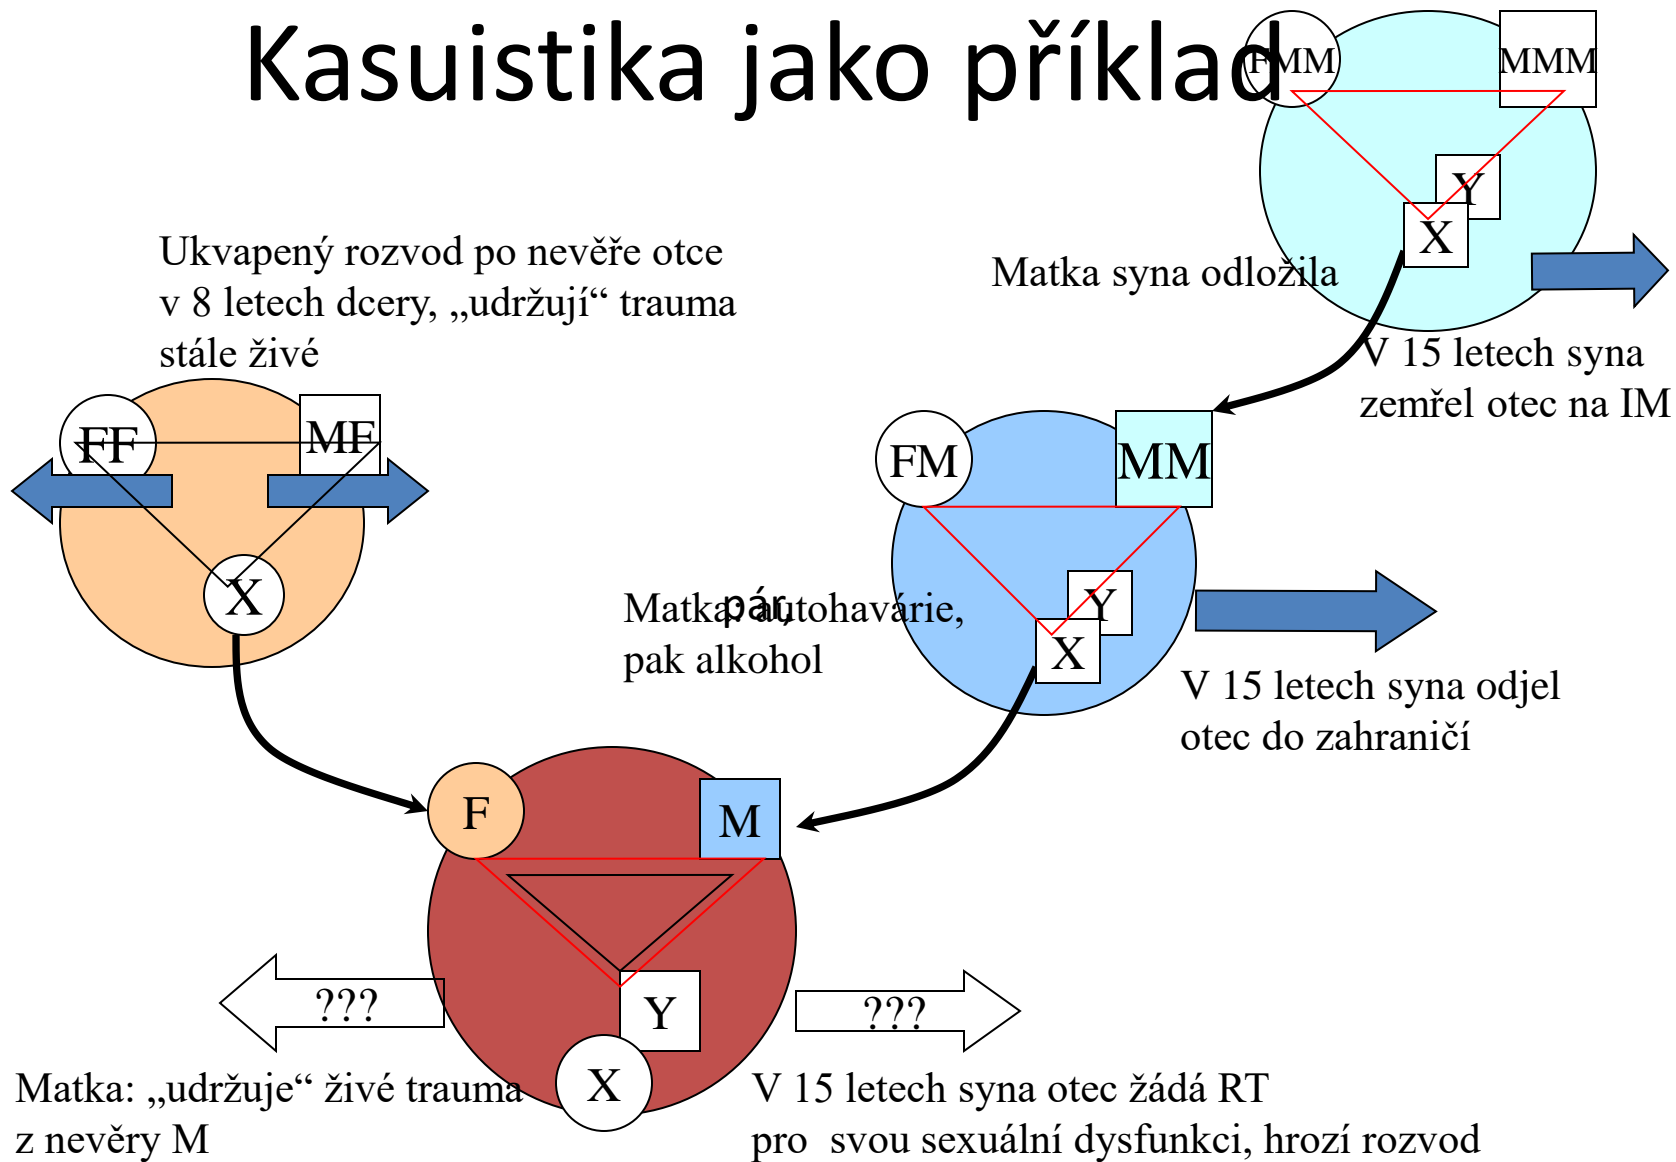 Kasuistika jako příklad
FMM
MMM
Y
X
Matka syna odložila
Ukvapený rozvod po nevěře otce
v 8 letech dcery, „udržují“ trauma
stále živé
V 15 letech syna
zemřel otec na IM
FF
MF
X
FM
MM
Y
X
pár,
Matka: autohavárie,
pak alkohol
V 15 letech syna odjel
otec do zahraničí
F
M
???
???
Y
X
Matka: „udržuje“ živé trauma
z nevěry M
V 15 letech syna otec žádá RT
pro  svou sexuální dysfunkci, hrozí rozvod